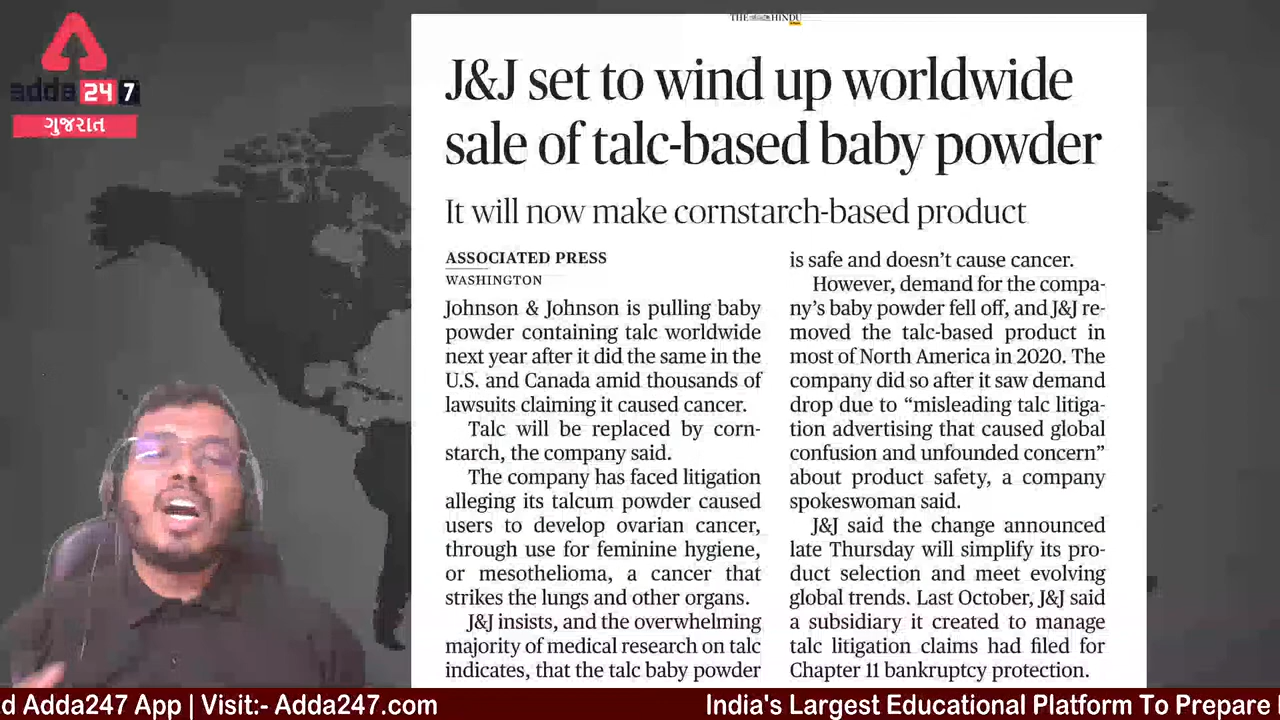 THE HINDU
adda 24 7
ગુજરાત
J&J set to wind up worldwide
sale of talc-based baby powder
It will now make cornstarch-based product
ASSOCIATED PRESS
WASHINGTON
Johnson & Johnson is pulling baby
powder containing talc worldwide
next year after it did the same in the
U.S. and Canada amid thousands of
lawsuits claiming it caused cancer.
Talc will be replaced by corn-
starch, the company said.
The company has faced litigation
alleging its talcum powder caused
users to develop ovarian cancer,
through use for feminine hygiene,
or mesothelioma, a cancer that
strikes the lungs and other organs.
J&J insists, and the overwhelming
majority of medical research on talc
indicates, that the talc baby powder
is safe and doesn’t cause cancer.
However, demand for the compa-
ny’s baby powder fell off, and J&J re-
moved the talc-based product in
most of North America in 2020. The
company did so after it saw demand
drop due to “misleading talc litiga-
tion advertising that caused global
confusion and unfounded concern”
about product safety, a company
spokeswoman said.
J&J said the change announced
late Thursday will simplify its pro-
duct selection and meet evolving
global trends. Last October, J&J said
a subsidiary it created to manage
talc litigation claims had filed for
Chapter 11 bankruptcy protection.
d Adda247 App | Visit:- Adda247.com
India's Largest Educational Platform To Prepare